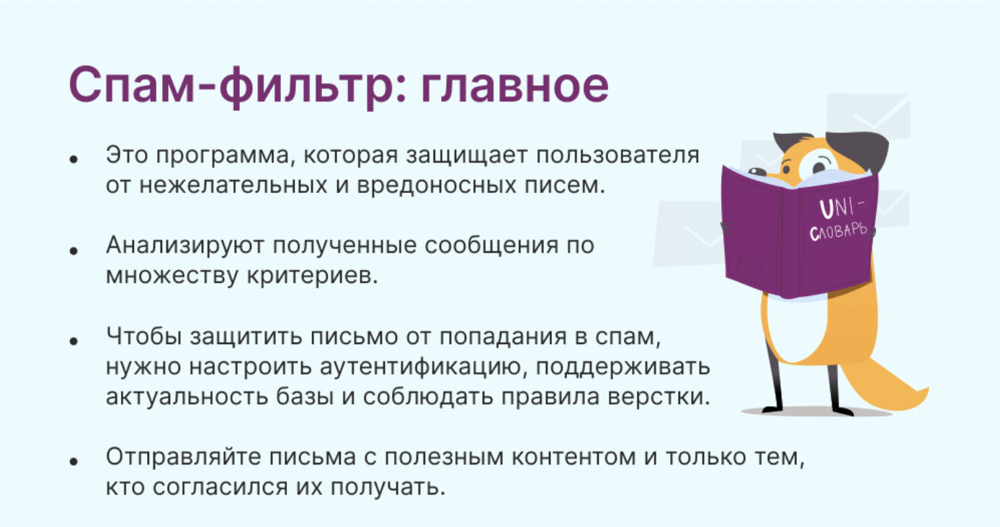 Спам-фильтр: главное
• Это программа, которая защищает пользователя
от нежелательных и вредоносных писем.
• Анализируют полученные сообщения по
множеству критериев.
• Чтобы защитить письмо от попадания в спам,
нужно настроить аутентификацию, поддерживать
актуальность базы и соблюдать правила верстки.
• Отправляйте письма с полезным контентом и только тем,
кто согласился их получать.
UNI-
СЛОВАРЬ